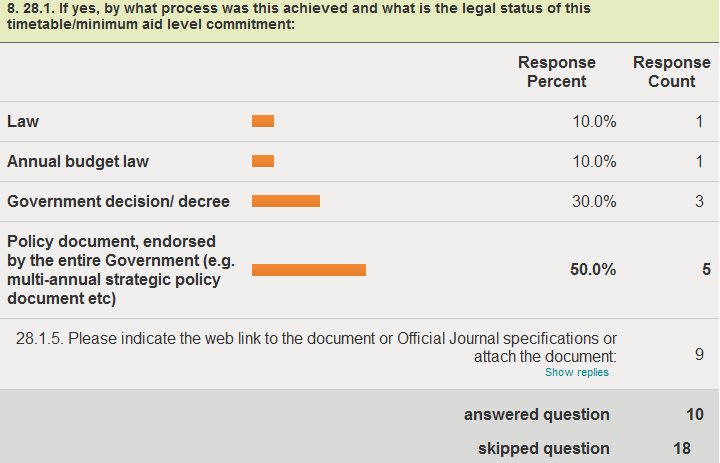 8. 28.1. If yes, by what process was this achieved and what is the legal status of this
timetable/minimum aid level commitment:
Response Percent
Response Count
Law 10.0% 1
Annual budget law 10.0% 1
Government decision/ decree 30.0% 3
Policy document, endorsed
by the entire Government (e.g.
multi-annual strategic policy
document etc)
50.0% 5
28.1.5. Please indicate the web link to the document or Official Journal specifications or
attach the document:
9
Show replies
answered question 10
skipped question 18